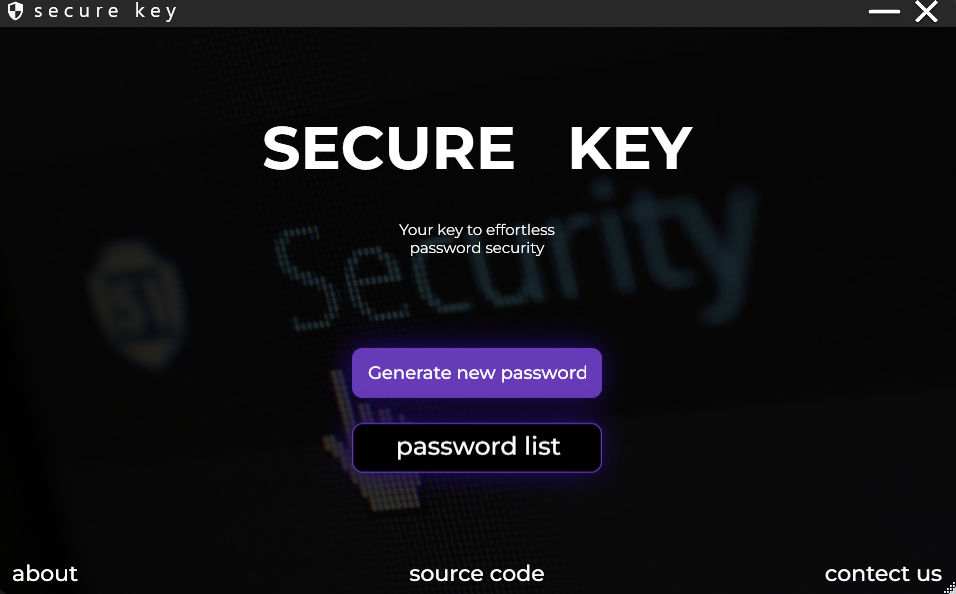 secure key
SECURE KEY
Security
Your key to effortless
password security
Generate new password
password list
about
source code
contect us